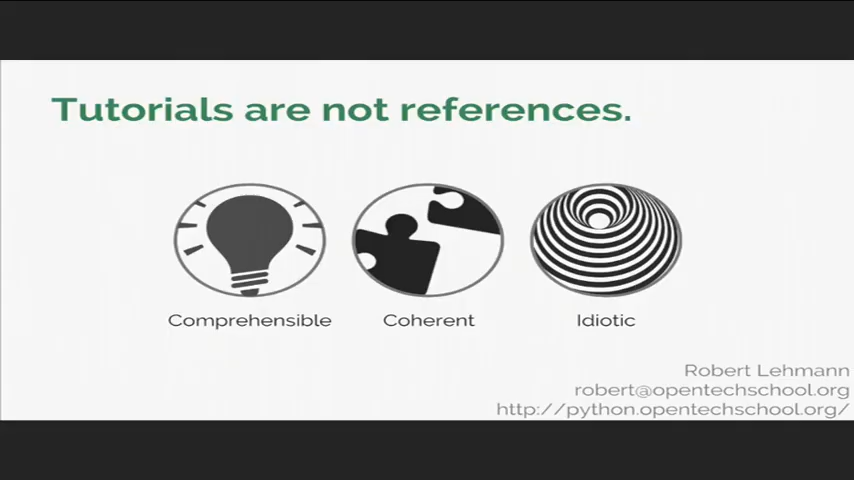 Tutorials are not references.
Comprehensible
Coherent
Idiotic
Robert Lehmann
robert@opentechschool.org
http://python.opentechschool.org/